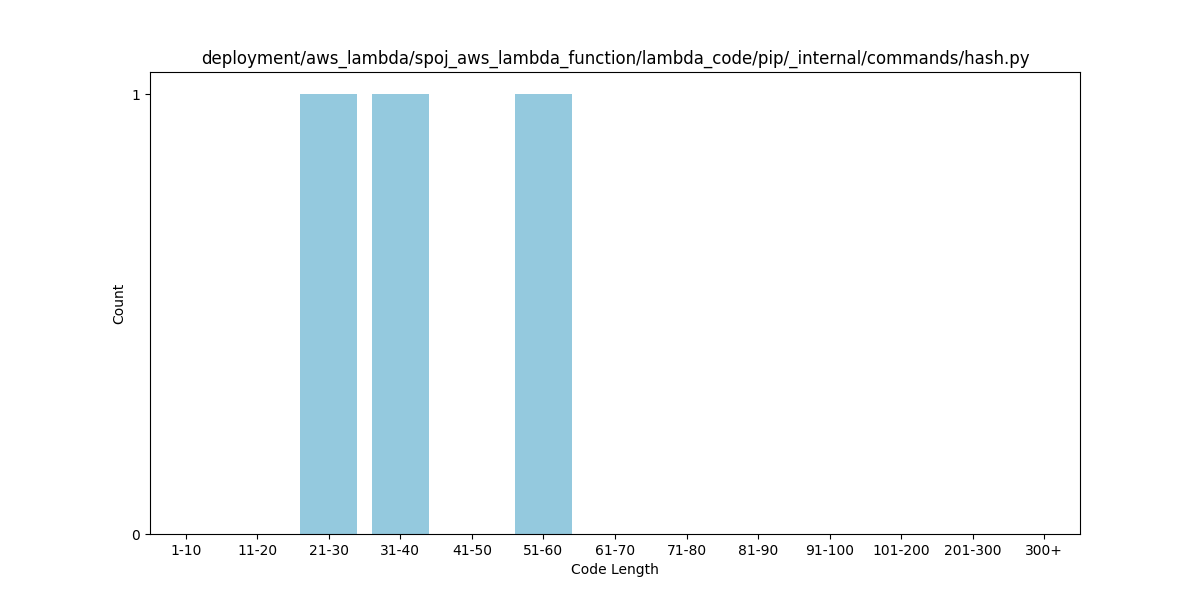 deployment/aws_lambda/spoj_aws_lambda_function/lambda_code/pip/_internal/commands/hash.py
1
Count
0
1-10 11-20 21-30 31-40 41-50 51-60 61-70 71-80 81-90 91-100 101-200 201-300 300+
Code Length